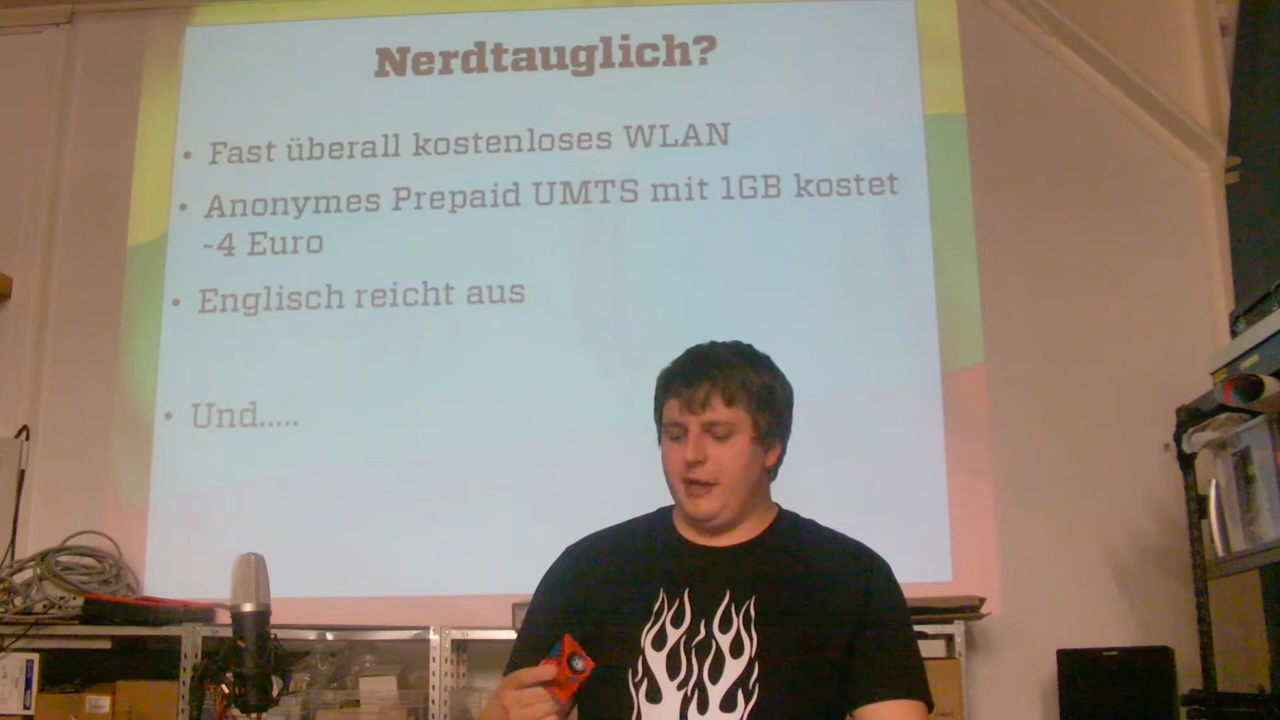 Nerdtauglich?
• Fast überall kostenloses WLAN
• Anonymes Prepaid UMTS mit 1GB kostet
~4 Euro
• Englisch reicht aus
• Und.....